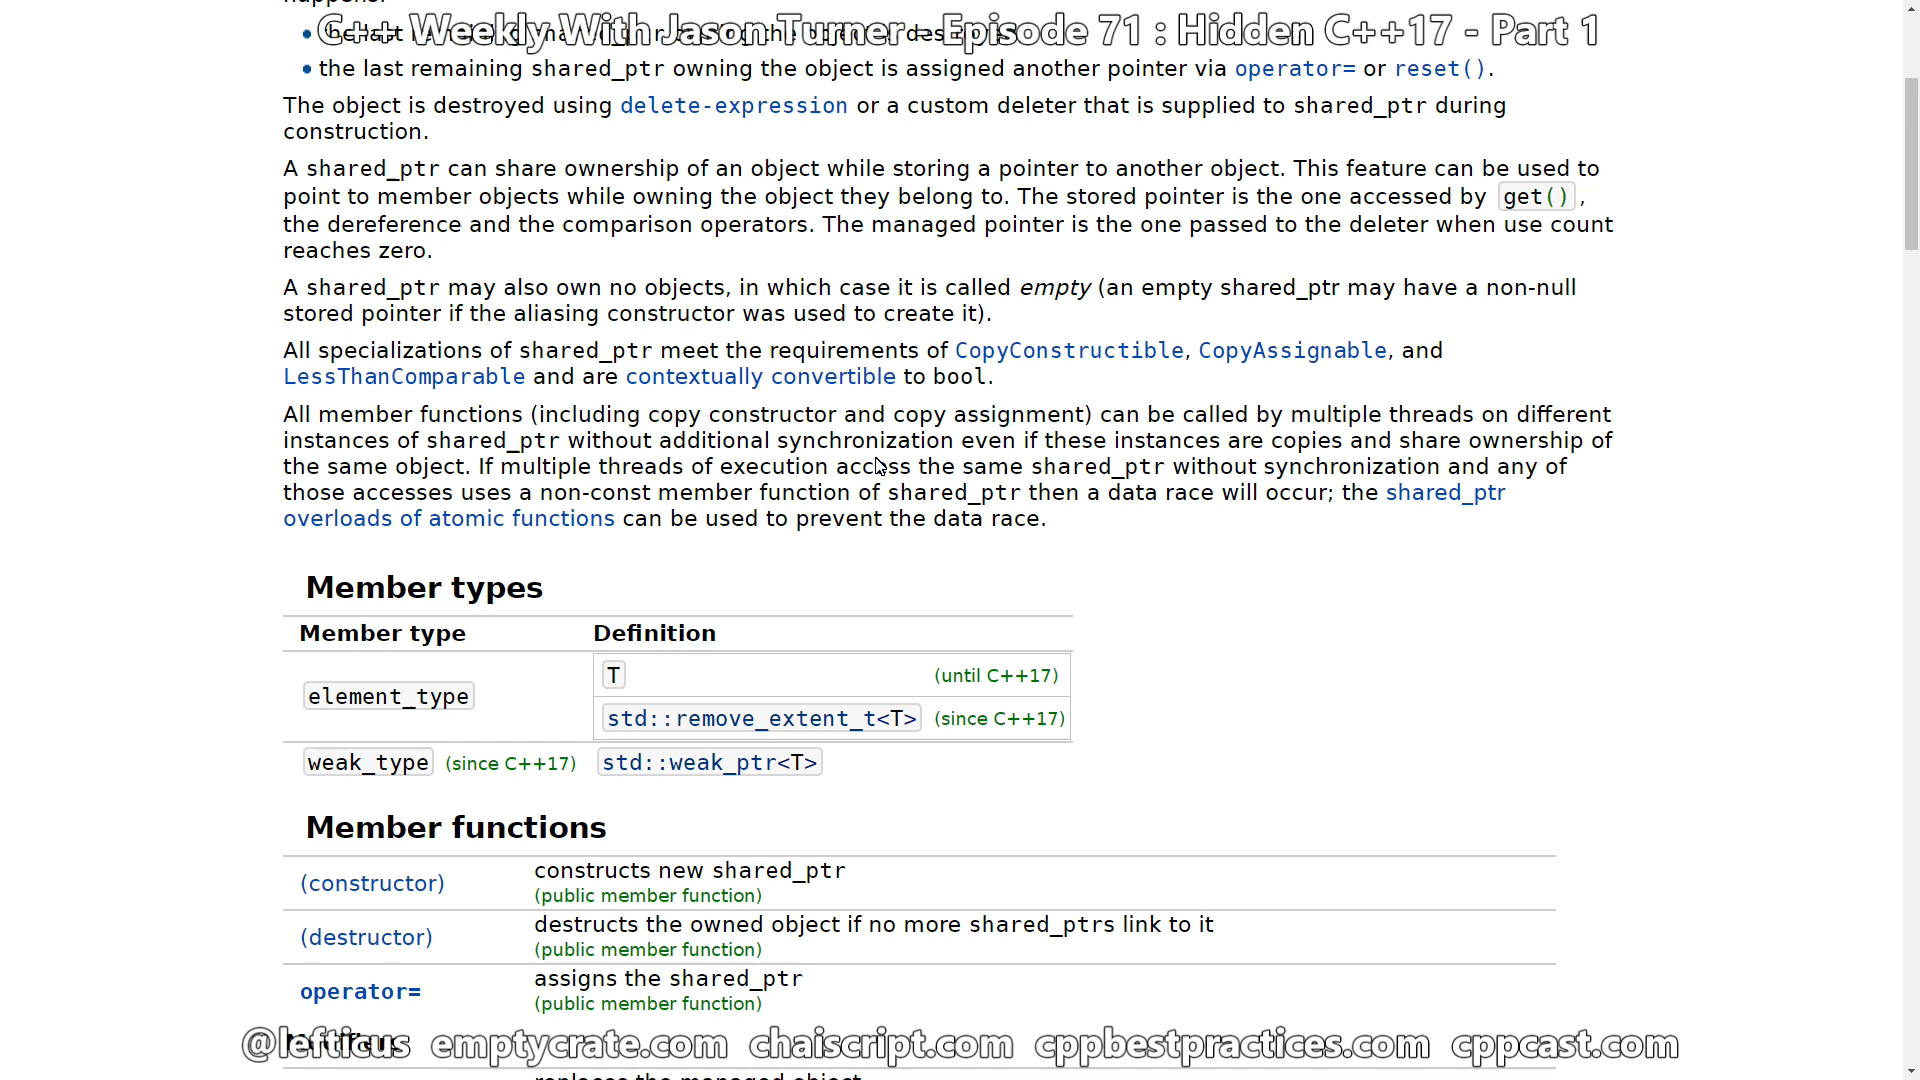 C++ Weekly With Jason Turner - Episode 71 : Hidden C++17 - Part 1
• the last remaining shared_ptr owning the object is assigned another pointer via operator= or reset().
The object is destroyed using delete-expression or a custom deleter that is supplied to shared_ptr during
construction.
A shared_ptr can share ownership of an object while storing a pointer to another object. This feature can be used to
point to member objects while owning the object they belong to. The stored pointer is the one accessed by get(),
the dereference and the comparison operators. The managed pointer is the one passed to the deleter when use count
reaches zero.
A shared_ptr may also own no objects, in which case it is called empty (an empty shared_ptr may have a non-null
stored pointer if the aliasing constructor was used to create it).
All specializations of shared_ptr meet the requirements of CopyConstructible, CopyAssignable, and
LessThanComparable and are contextually convertible to bool.
All member functions (including copy constructor and copy assignment) can be called by multiple threads on different
instances of shared_ptr without additional synchronization even if these instances are copies and share ownership of
the same object. If multiple threads of execution access the same shared_ptr without synchronization and any of
those accesses uses a non-const member function of shared_ptr then a data race will occur; the shared_ptr
overloads of atomic functions can be used to prevent the data race.
Member types
Member type Definition
T (until C++17)
element_type
std::remove_extent_t<T> (since C++17)
weak_type (since C++17) std::weak_ptr<T>
Member functions
constructs new shared_ptr
(constructor)
(public member function)
destructs the owned object if no more shared_ptrs link to it
(destructor)
(public member function)
assigns the shared_ptr
operator=
(public member function)
@lefticus emptycrate.com chaiscript.com cppbestpractices.com cppcast.com
replaces the managed object